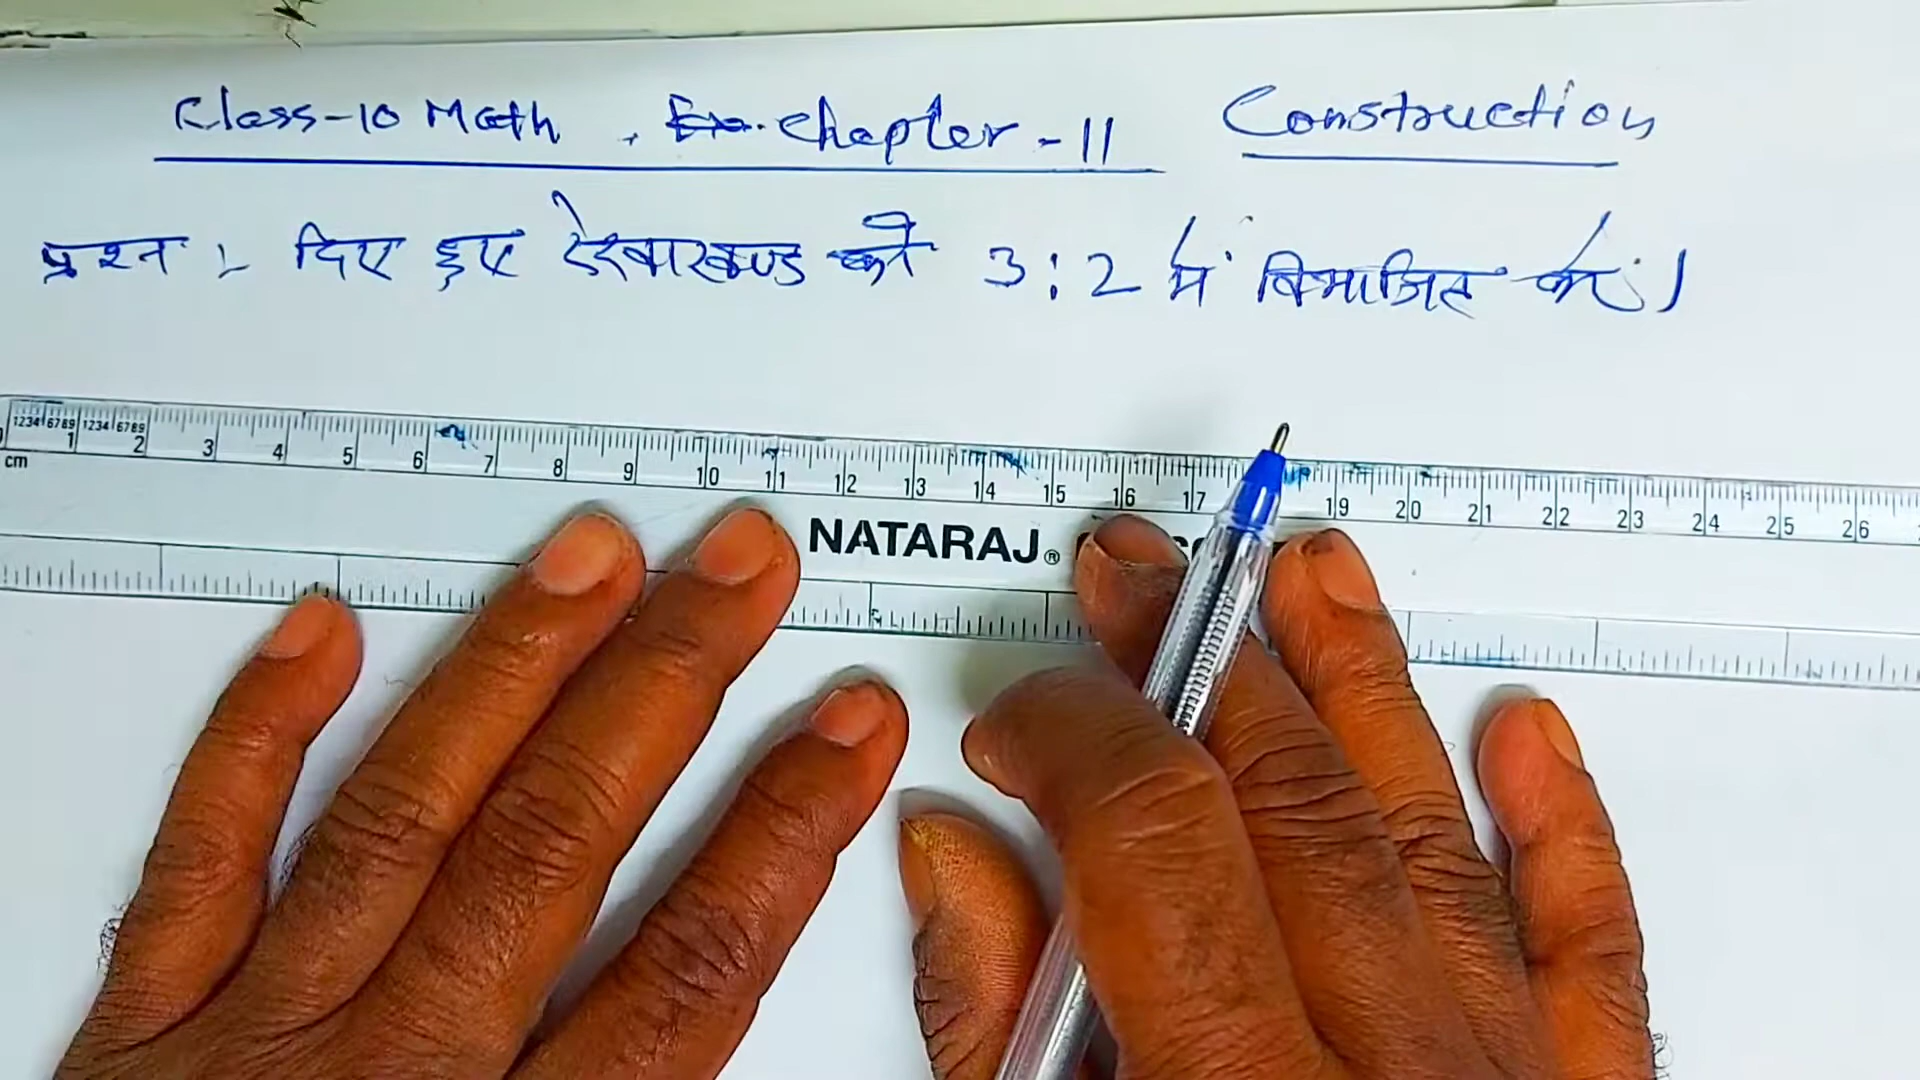 Class-10 Math . Ex. Chapter-11 Construction
प्रश्न :- दिए हुए रेखाखण्ड को 3:2 में विभाजित करें।
1234 6789 1234 6789
1 2 3 4 5 6 7 8 9 10 11 12 13 14 15 16 17 19 20 21 22 23 24 25 26
cm
NATARAJ®